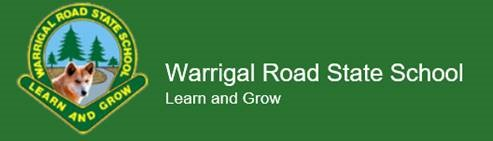 WARRIGAL ROAD STATE SCHOOL
LEARN AND GROW
Warrigal Road State School
Learn and Grow